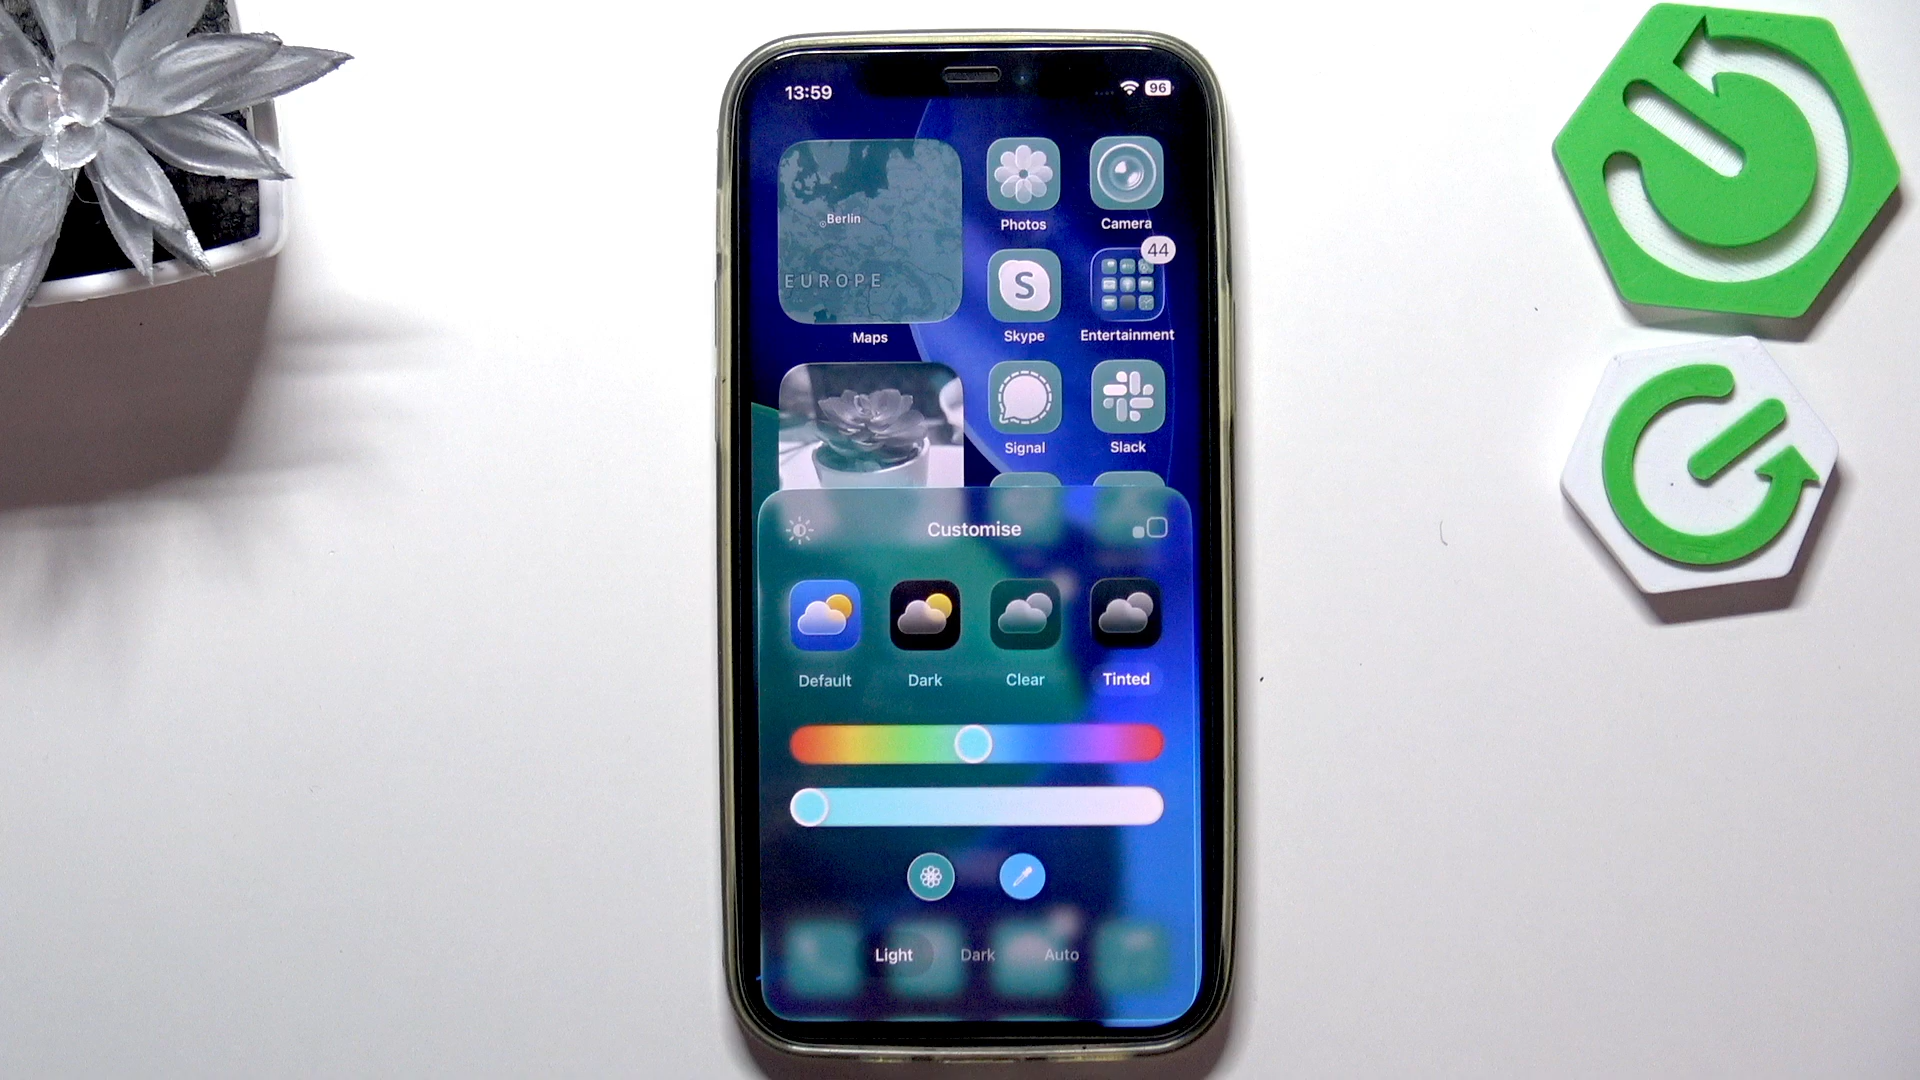 13:59
96
Berlin
EUROPE
Maps
Photos
Camera
44
S
Skype
Entertainment
Signal
Slack
Customise
Default
Dark
Clear
Tinted
Light
Dark
Auto